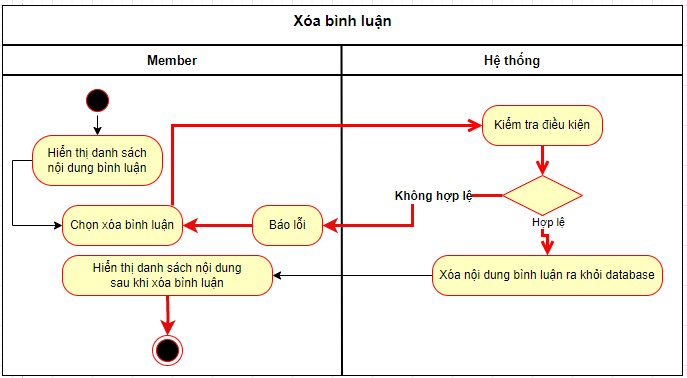 Xóa bình luận
Member
Hệ thống
Hiển thị danh sách
nội dung bình luận
Kiểm tra điều kiện
Chọn xóa bình luận
Báo lỗi
Không hợp lệ
Hợp lệ
Hiển thị danh sách nội dung
sau khi xóa bình luận
Xóa nội dung bình luận ra khỏi database